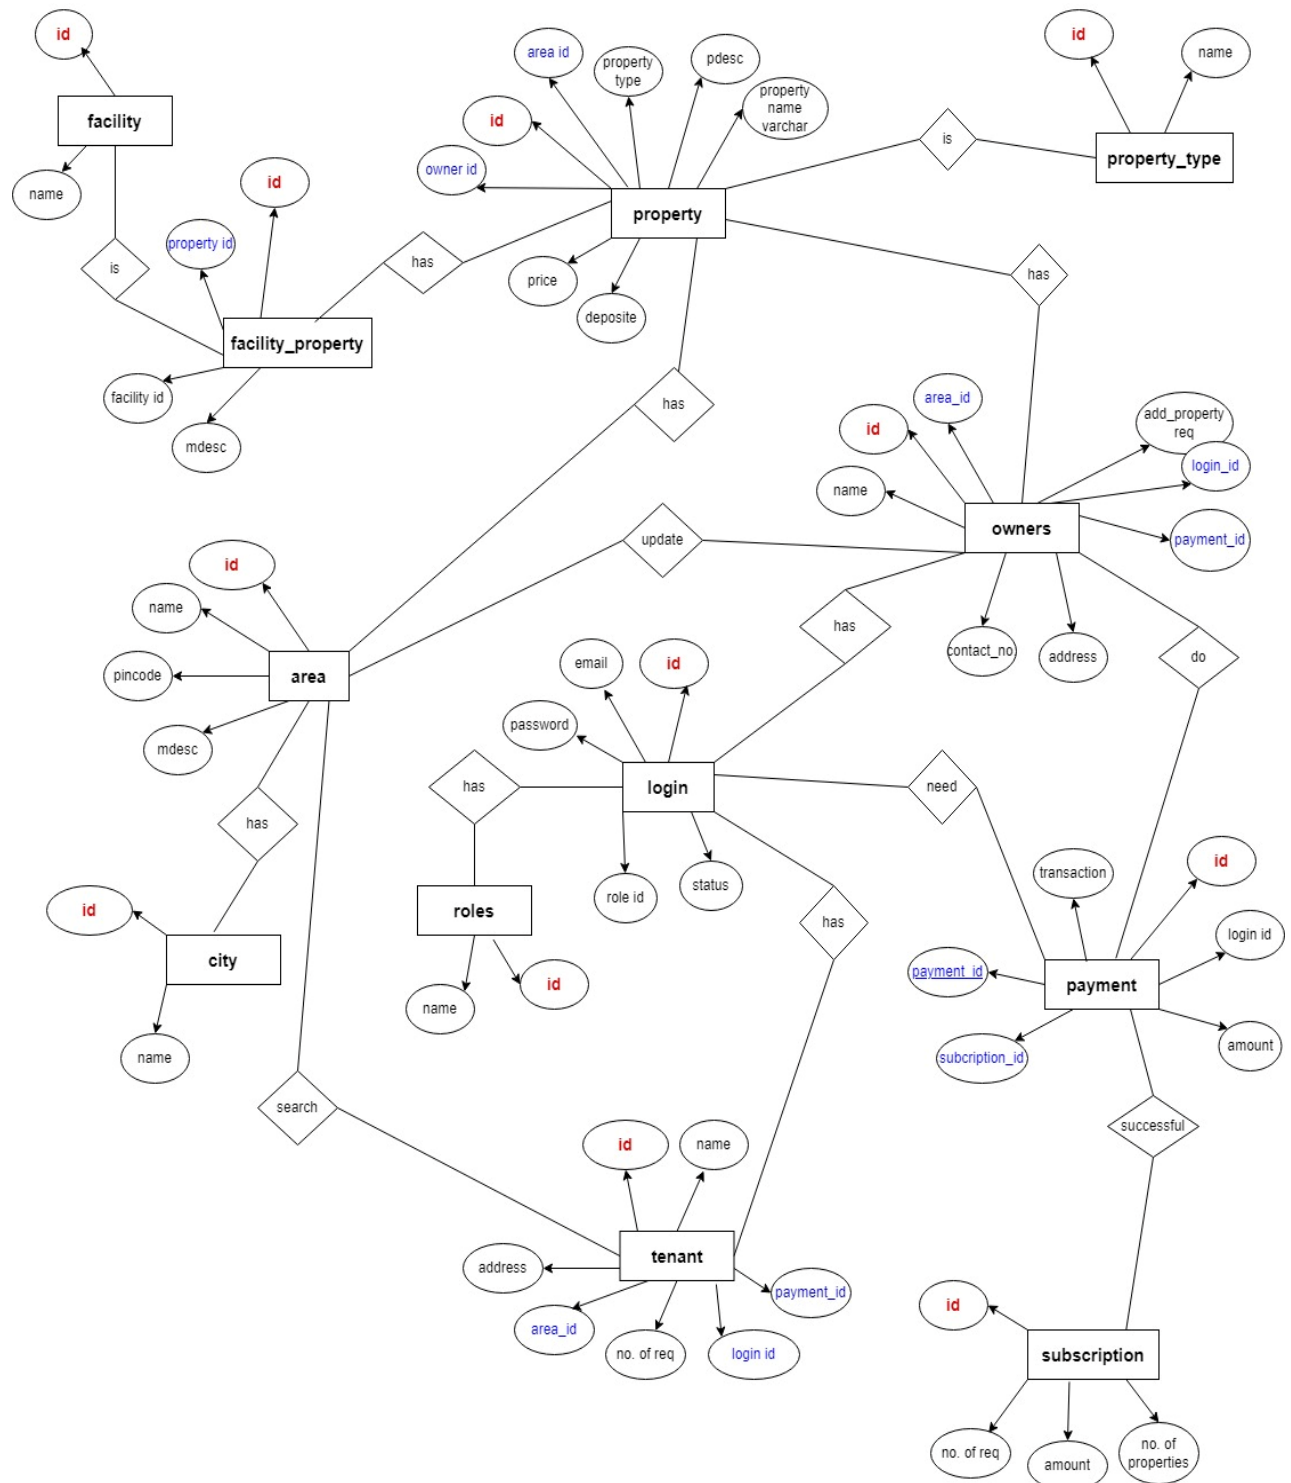 id
id
name
area id
property
type
pdesc
property
name
varchar
id
facility
is
property_type
owner id
id
name
property
property id
has
has
is
price
deposite
facility_property
facility id
mdesc
has
area_id
add_property
req
id
login_id
name
owners
update
payment_id
id
name
has
contact_no.
address
do
email
id
pincode
area
password
mdesc
has
login
need
has
transaction
id
role id
status
id
roles
has
login id
city
payment_id
payment
id
name
amount
name
subcription_id
search
successful
id
name
address
tenant
payment_id
area_id
no. of req
login id
id
subscription
no. of req
amount
no. of
properties